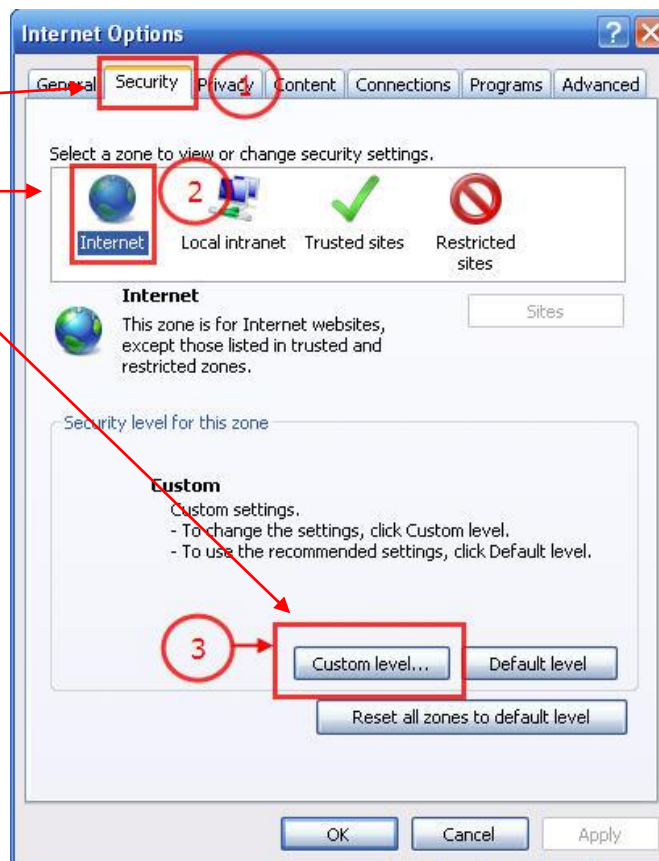 Internet Options
General Security Privacy Content Connections Programs Advanced
1
Select a zone to view or change security settings.
2
Internet Local intranet Trusted sites Restricted
sites
Internet
This zone is for Internet websites,
except those listed in trusted and
restricted zones.
Sites
Security level for this zone
Custom
Custom settings.
- To change the settings, click Custom level.
- To use the recommended settings, click Default level.
3
Custom level... Default level
Reset all zones to default level
OK Cancel Apply